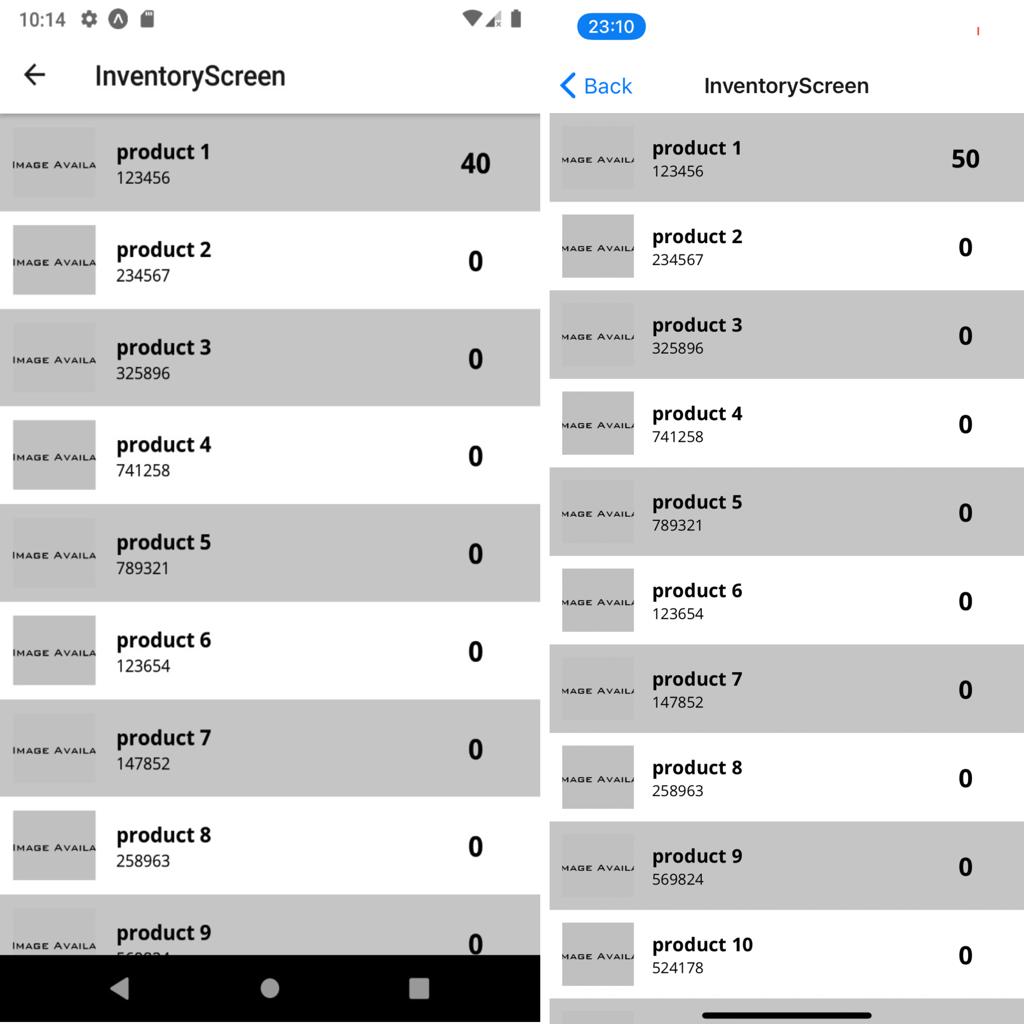 10:14
InventoryScreen
IMAGE AVAILA
product 1
123456
40
IMAGE AVAILA
product 2
234567
0
IMAGE AVAILA
product 3
325896
0
IMAGE AVAILA
product 4
741258
0
IMAGE AVAILA
product 5
789321
0
IMAGE AVAILA
product 6
123654
0
IMAGE AVAILA
product 7
147852
0
IMAGE AVAILA
product 8
258963
0
IMAGE AVAILA
product 9
0
23:10
Back
InventoryScreen
MAGE AVAIL
product 1
123456
50
MAGE AVAIL
product 2
234567
0
MAGE AVAIL
product 3
325896
0
MAGE AVAIL
product 4
741258
0
MAGE AVAIL
product 5
789321
0
MAGE AVAIL
product 6
123654
0
MAGE AVAIL
product 7
147852
0
MAGE AVAIL
product 8
258963
0
MAGE AVAIL
product 9
569824
0
MAGE AVAIL
product 10
524178
0